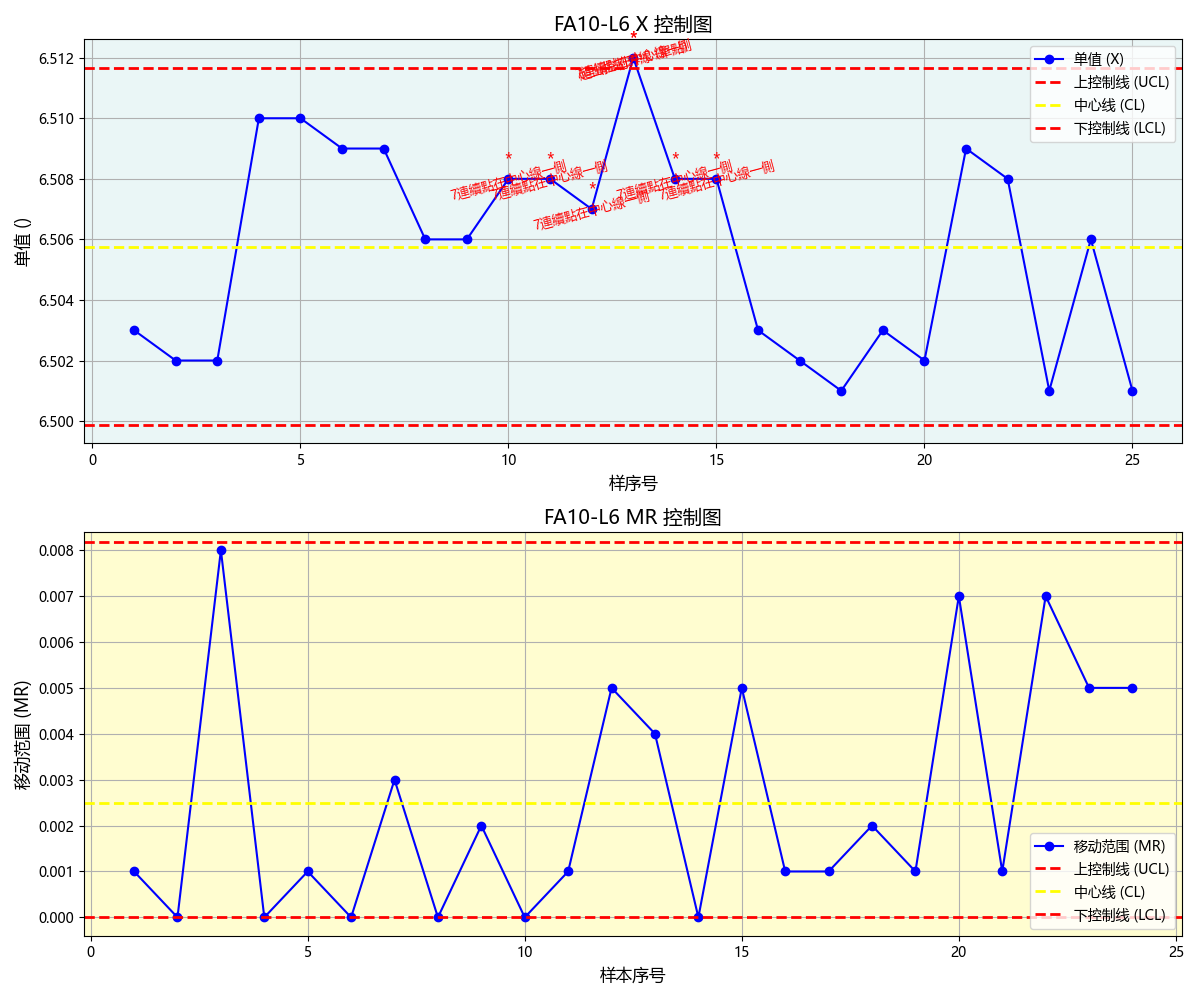 FA10-L6 X 控制图
单值 ()
6.512
6.510
6.508
6.506
6.504
6.502
6.500
*
*
*
*
*
*
7連續點在中心線一側
7連續點在中心線一側
7連續點在中心線一側
7連續點在中心線一側
7連續點在中心線一側
单值 (X)
上控制线 (UCL)
中心线 (CL)
下控制线 (LCL)
0
5
10
15
20
25
样序号
FA10-L6 MR 控制图
移动范围 (MR)
0.008
0.007
0.006
0.005
0.004
0.003
0.002
0.001
0.000
移动范围 (MR)
上控制线 (UCL)
中心线 (CL)
下控制线 (LCL)
0
5
10
15
20
25
样本序号